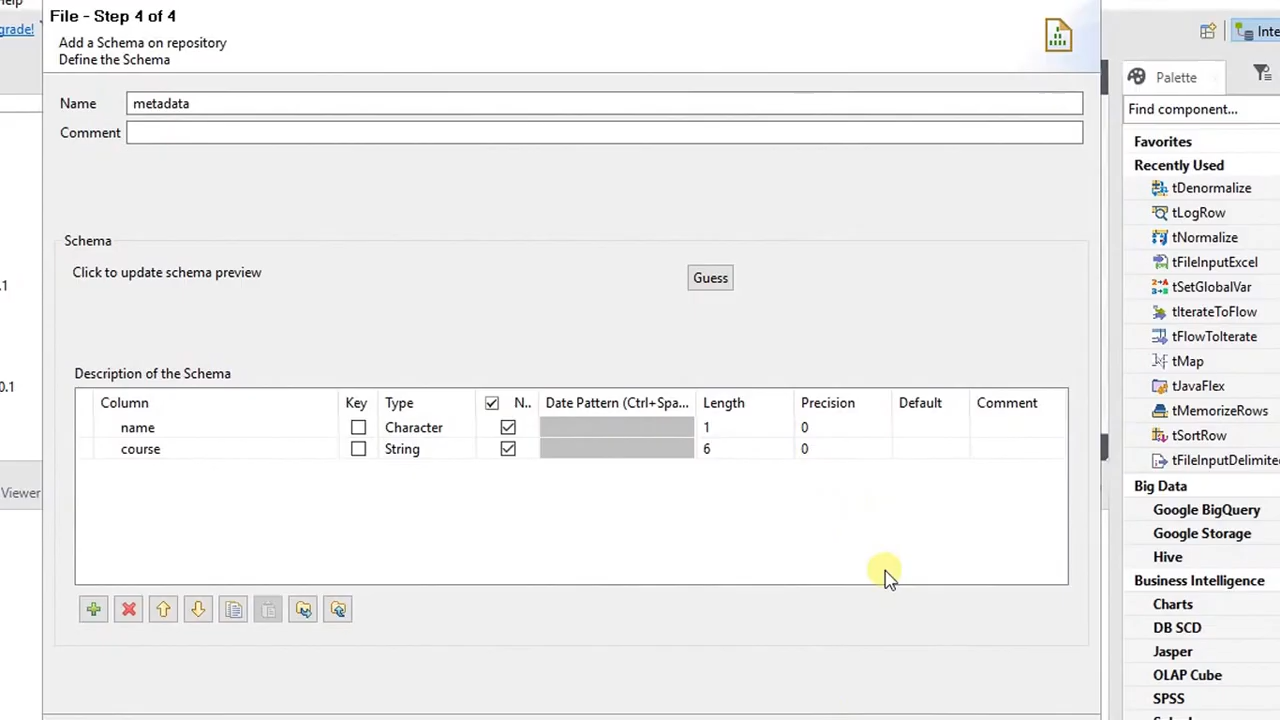 Help
File - Step 4 of 4
grade!
Add a Schema on repository
Define the Schema
Name metadata
Comment
Schema
Click to update schema preview
Guess
Description of the Schema
Column Key Type N.. Date Pattern (Ctrl+Spa... Length Precision Default Comment
name Character 1 0
course String 6 0
.1
0.1
Viewer
Inte
Palette
Find component...
Favorites
Recently Used
tDenormalize
tLogRow
tNormalize
tFileInputExcel
tSetGlobalVar
tIterateToFlow
tFlowToIterate
tMap
tJavaFlex
tMemorizeRows
tSortRow
tFileInputDelimite
Big Data
Google BigQuery
Google Storage
Hive
Business Intelligence
Charts
DB SCD
Jasper
OLAP Cube
SPSS